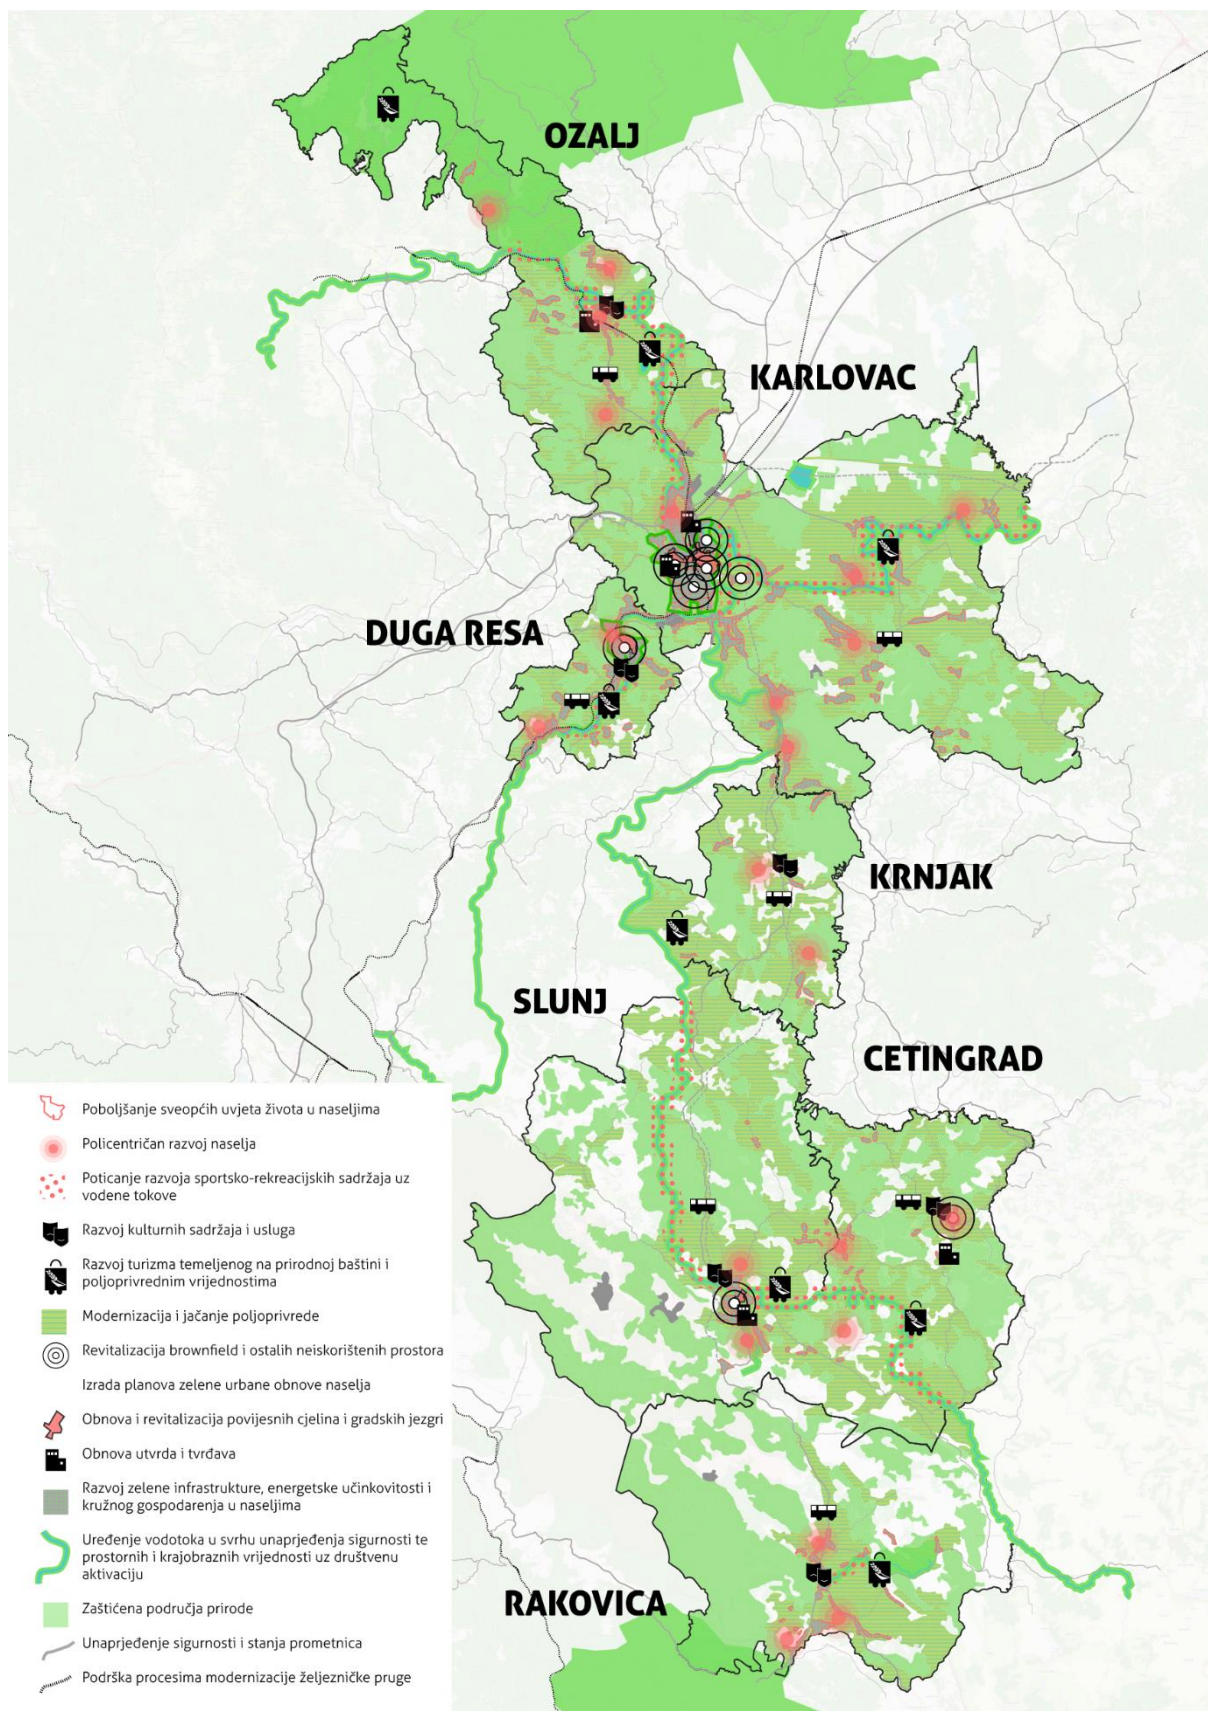 OZALJ
KARLOVAC
DUGA RESA
KRNJAK
SLUNJ
CETINGRAD
RAKOVICA
Poboljšanje sveopćih uvjeta života u naseljima
Policentričan razvoj naselja
Poticanje razvoja sportsko-rekreacijskih sadržaja uz
vodene tokove
Razvoj kulturnih sadržaja i usluga
Razvoj turizma temeljenog na prirodnoj baštini i
poljoprivrednim vrijednostima
Modernizacija i jačanje poljoprivrede
Revitalizacija brownfield i ostalih neiskorištenih prostora
Izrada planova zelene urbane obnove naselja
Obnova i revitalizacija povijesnih cjelina i gradskih jezgri
Obnova utvrda i tvrđava
Razvoj zelene infrastrukture, energetske učinkovitosti i
kružnog gospodarenja u naseljima
Uređenje vodotoka u svrhu unaprjeđenja sigurnosti te
prostornih i krajobraznih vrijednosti uz društvenu
aktivaciju
Zaštićena područja prirode
Unaprjeđenje sigurnosti i stanja prometnica
Podrška procesima modernizacije željezničke pruge